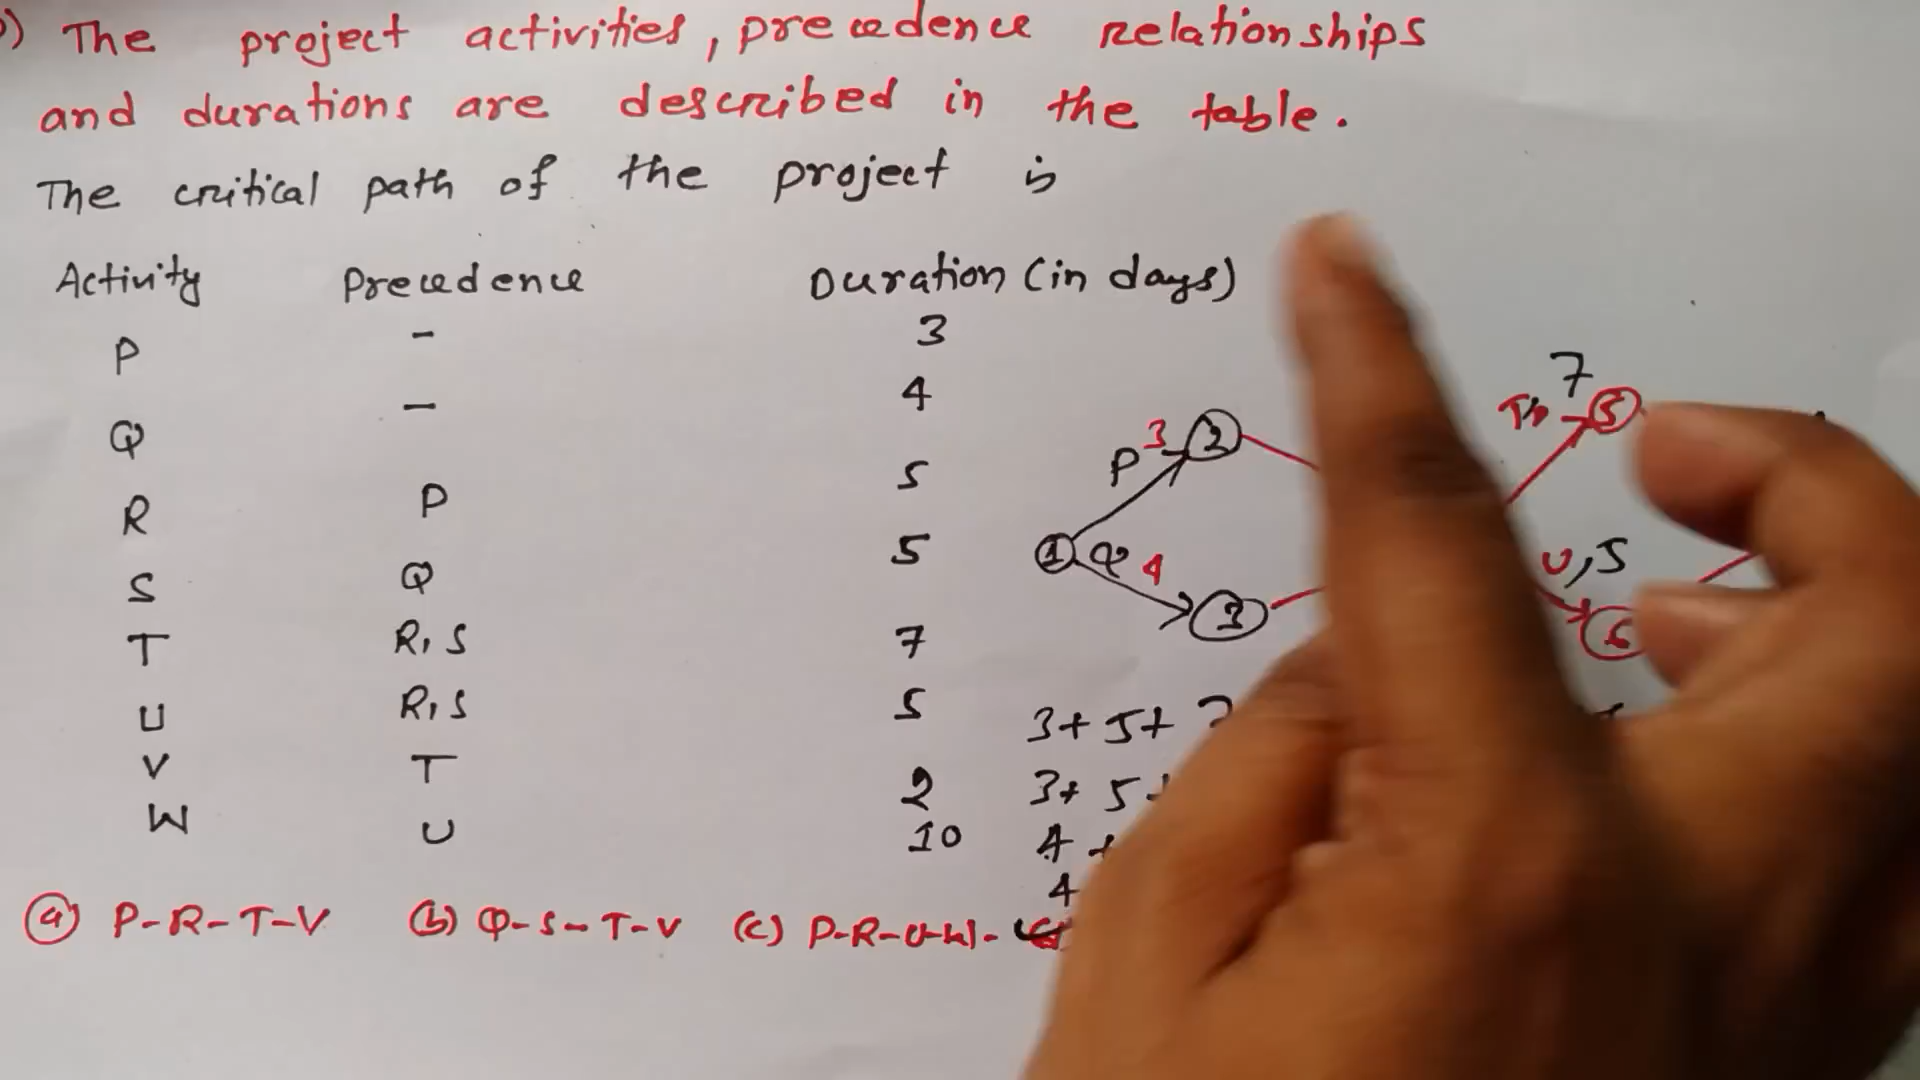 The project activities, precedence relationships
and durations are described in the table.
The critical path of the project is
Activity Precedence Duration (in days)
P - 3
Q - 4
R P 5
S Q 5
T R, S 7
U R, S 5
V T 2
W U 10
(a) P-R-T-V (b) Q-S-T-V (c) P-R-U-W-
7
5
P 3 2
1 Q 4
3
U, 5
6
3+ 5+
3+ 5+
4 +
4